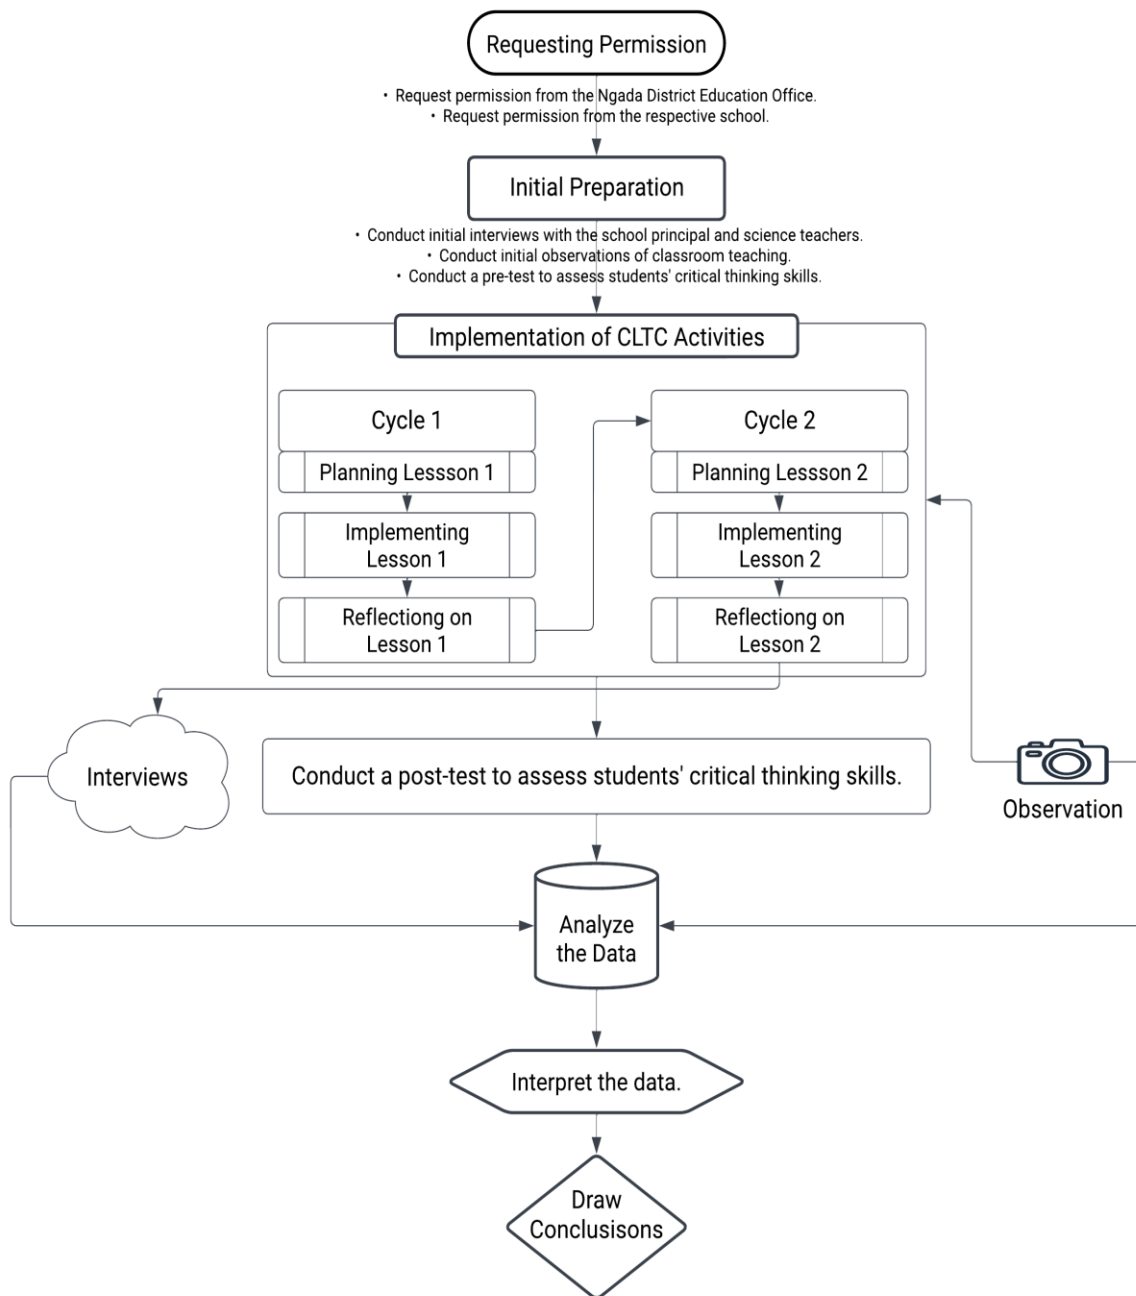 Requesting Permission
• Request permission from the Ngada District Education Office.
• Request permission from the respective school.
Initial Preparation
• Conduct initial interviews with the school principal and science teachers.
• Conduct initial observations of classroom teaching.
• Conduct a pre-test to assess students' critical thinking skills.
Implementation of CLTC Activities
Cycle 1
Planning Lessson 1
Implementing
Lesson 1
Reflectiong on
Lesson 1
Cycle 2
Planning Lessson 2
Implementing
Lesson 2
Reflectiong on
Lesson 2
Interviews
Conduct a post-test to assess students' critical thinking skills.
Observation
Analyze
the Data
Interpret the data.
Draw
Conclusisons